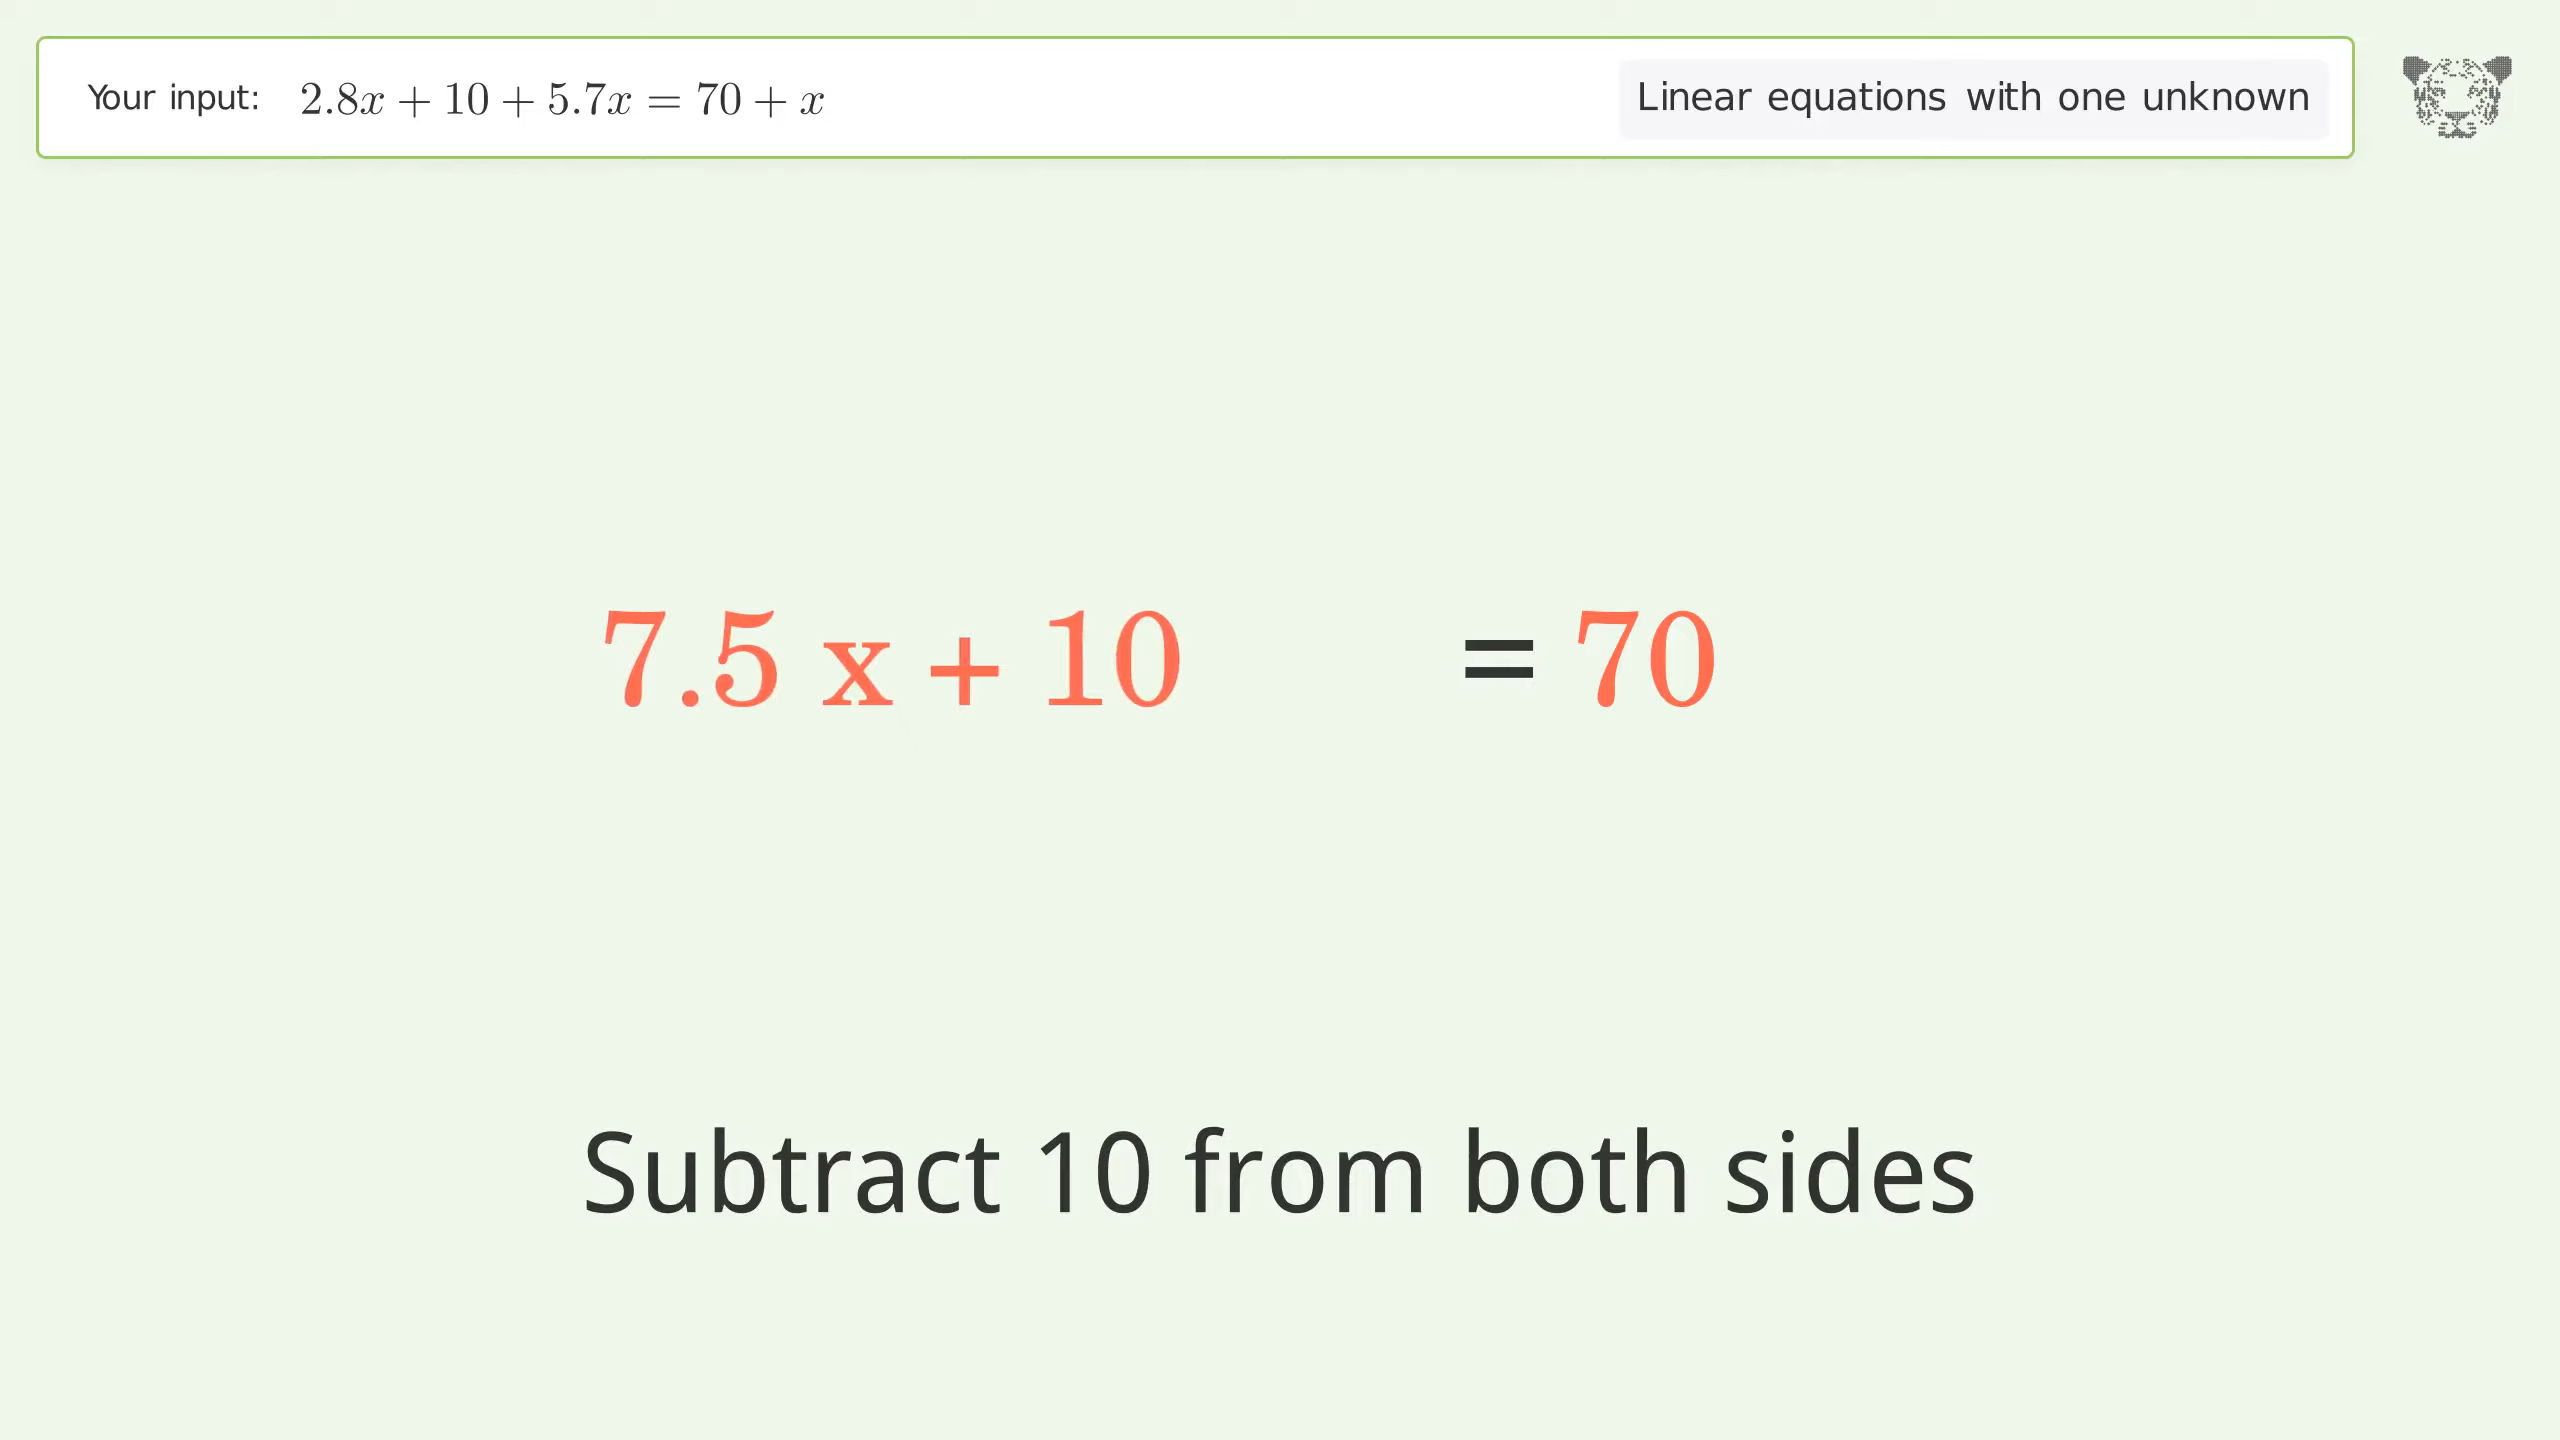 Your input: 2.8x + 10 + 5.7x = 70 + x Linear equations with one unknown
7.5 x + 10 = 70
Subtract 10 from both sides